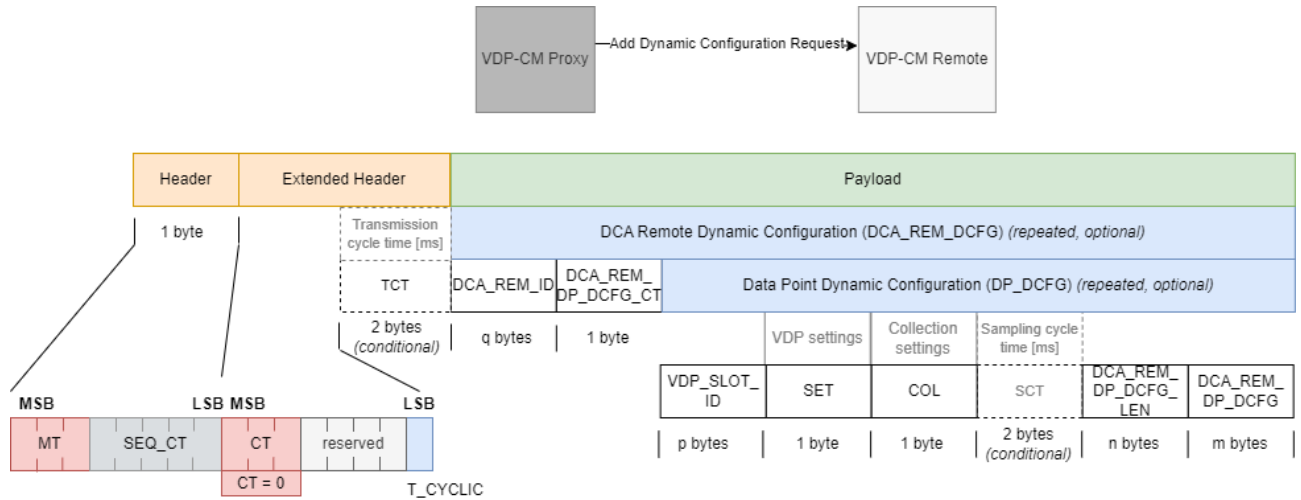 VDP-CM Proxy
Add Dynamic Configuration Request
VDP-CM Remote
Header
Extended Header
Payload
1 byte
Transmission
cycle time [ms]
DCA Remote Dynamic Configuration (DCA_REM_DCFG) (repeated, optional)
TCT
DCA_REM_ID
DCA_REM_
DP_DCFG_CT
Data Point Dynamic Configuration (DP_DCFG) (repeated, optional)
2 bytes
(conditional)
q bytes
1 byte
VDP settings
Collection
settings
Sampling cycle
time [ms]
VDP_SLOT_
ID
SET
COL
SCT
DCA_REM_
DP_DCFG_
LEN
DCA_REM_
DP_DCFG
p bytes
1 byte
1 byte
2 bytes
(conditional)
n bytes
m bytes
MSB
LSB
MSB
LSB
MT
SEQ_CT
CT
reserved
CT = 0
T_CYCLIC